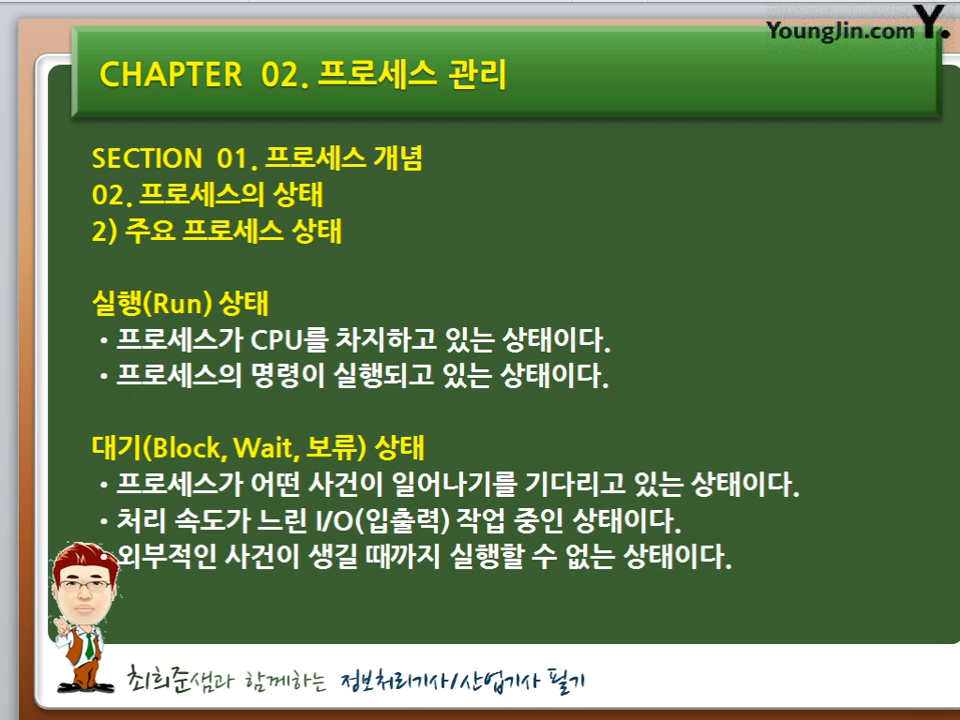 YoungJin.com Y.
CHAPTER 02. 프로세스 관리
SECTION 01. 프로세스 개념
02. 프로세스의 상태
2) 주요 프로세스 상태
실행(Run) 상태
• 프로세스가 CPU를 차지하고 있는 상태이다.
• 프로세스의 명령이 실행되고 있는 상태이다.
대기(Block, Wait, 보류) 상태
• 프로세스가 어떤 사건이 일어나기를 기다리고 있는 상태이다.
• 처리 속도가 느린 I/O(입출력) 작업 중인 상태이다.
• 외부적인 사건이 생길 때까지 실행할 수 없는 상태이다.
최희준샘과 함께하는 정보처리기사/산업기사 필기